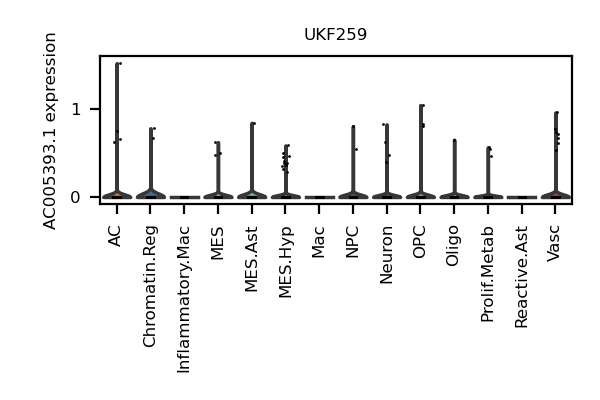 UKF259
AC005393.1 expression
1
0
AC
Chromatin.Reg
Inflammatory.Mac
MES
MES.Ast
MES.Hyp
Mac
NPC
Neuron
OPC
Oligo
Prolif.Metab
Reactive.Ast
Vasc